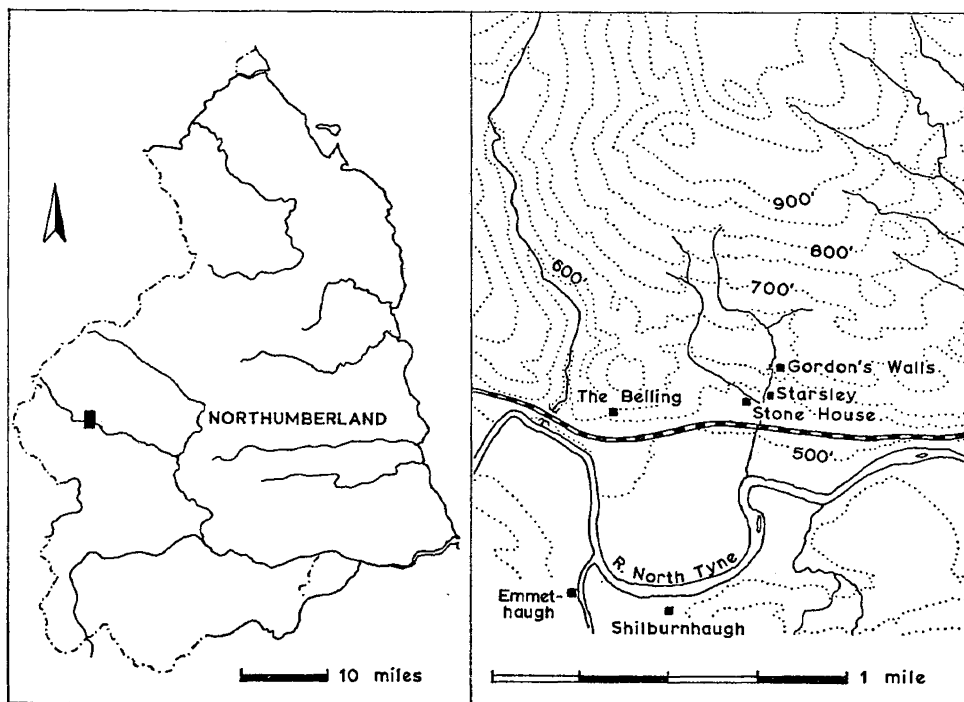 NORTHUMBERLAND
10 miles
900'
800'
600'
700'
Gordon's Walls
The Belling
Starsley
Stone House
500'
R. North Tyne
Emmet-
haugh
Shilburnhaugh
1 mile